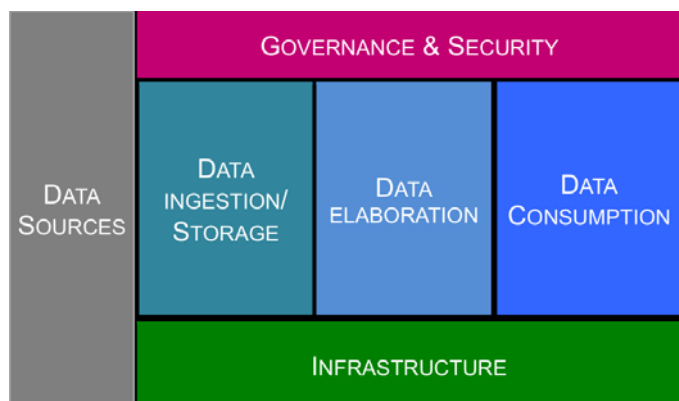 GOVERNANCE & SECURITY
DATA
SOURCES
DATA
INGESTION/
STORAGE
DATA
ELABORATION
DATA
CONSUMPTION
INFRASTRUCTURE